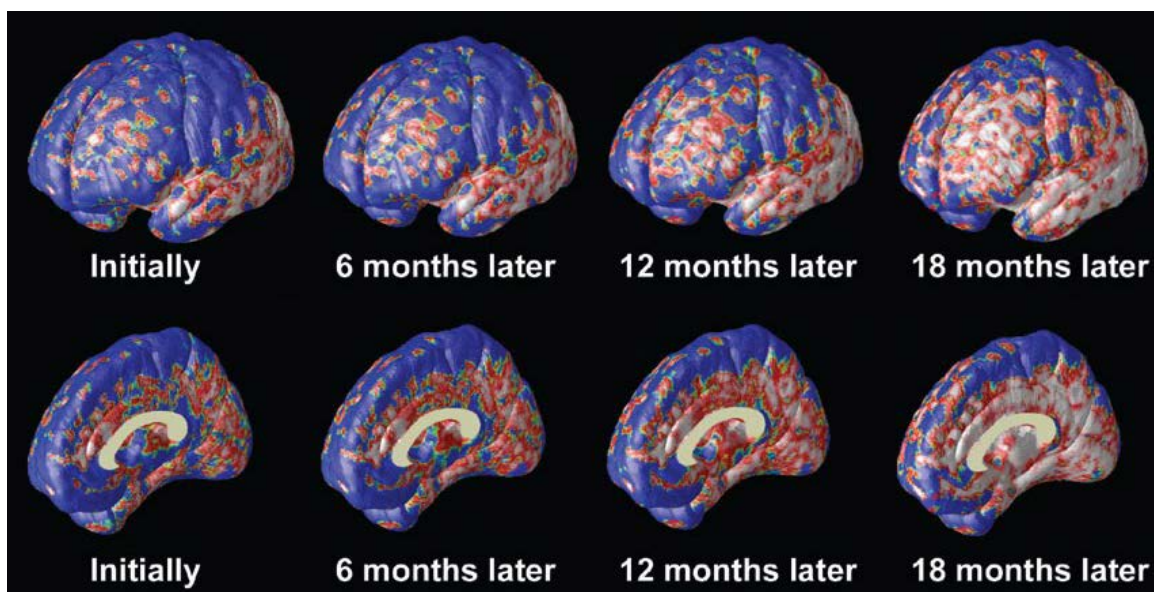 Initially
6 months later
12 months later
18 months later
Initially
6 months later
12 months later
18 months later